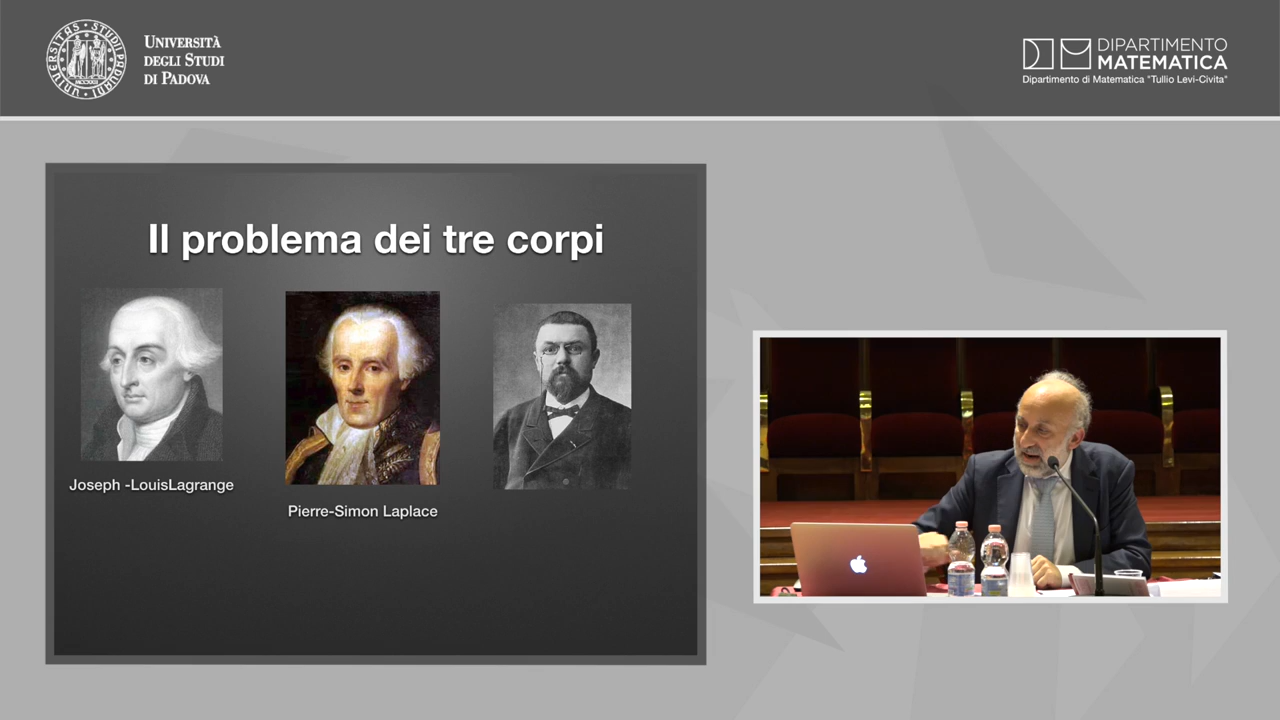 UNIVERSITÀ
DEGLI STUDI
DI PADOVA
DIPARTIMENTO
MATEMATICA
Dipartimento di Matematica "Tullio Levi-Civita"
Il problema dei tre corpi
Joseph -LouisLagrange
Pierre-Simon Laplace